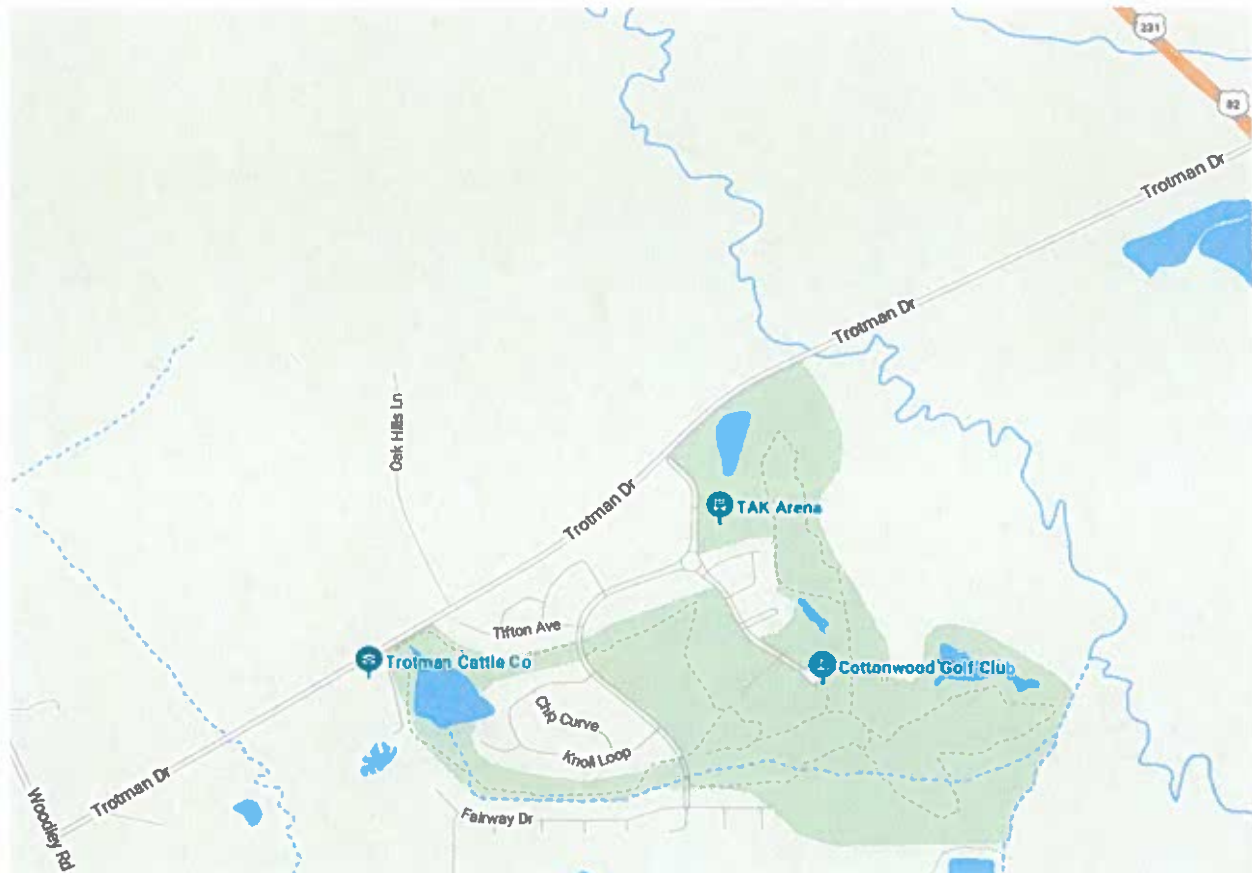 231
82
Trotman Dr
Trotman Dr
Oak Hills Ln
Trotman Dr
TAK Arena
Tifton Ave
Trotman Cattle Co
Cottonwood Golf Club
Chip Curve
Knoll Loop
Trotman Dr
Woodley Rd
Fairway Dr